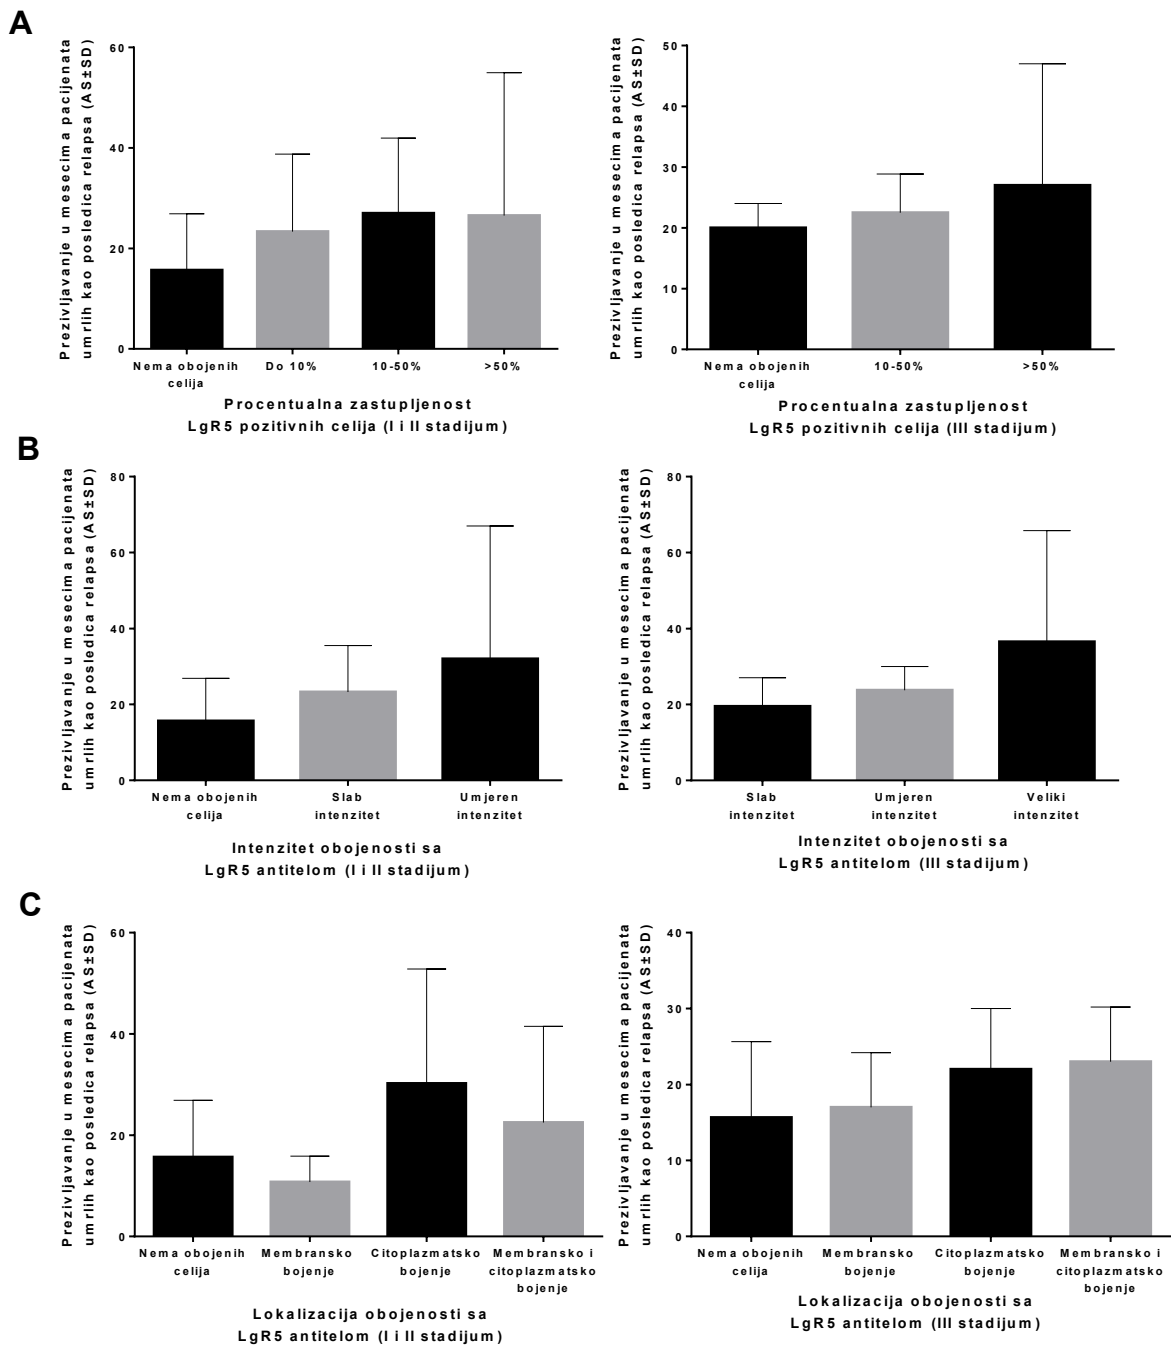 A
Prezivljavanje u mesecima pacijenata
umrlih kao posledica relapsa (AS±SD)
60
40
20
0
Nema obojenih
celija
Do 10%
10-50%
>50%
Procentualna zastupljenost
LgR5 pozitivnih celija (I i II stadijum)
Prezivljavanje u mesecima pacijenata
umrlih kao posledica relapsa (AS±SD)
50
40
30
20
10
0
Nema obojenih
celija
10-50%
>50%
Procentualna zastupljenost
LgR5 pozitivnih celija (III stadijum)
B
Prezivljavanje u mesecima pacijenata
umrlih kao posledica relapsa (AS±SD)
80
60
40
20
0
Nema obojenih
celija
Slab
intenzitet
Umjeren
intenzitet
Intenzitet obojenosti sa
LgR5 antitelom (I i II stadijum)
Prezivljavanje u mesecima pacijenata
umrlih kao posledica relapsa (AS±SD)
80
60
40
20
0
Slab
intenzitet
Umjeren
intenzitet
Veliki
intenzitet
Intenzitet obojenosti sa
LgR5 antitelom (III stadijum)
C
Prezivljavanje u mesecima pacijenata
umrlih kao posledica relapsa (AS±SD)
60
40
20
0
Nema obojenih
celija
Membransko
bojenje
Citoplazmatsko
bojenje
Membransko i
citoplazmatsko
bojenje
Lokalizacija obojenosti sa
LgR5 antitelom (I i II stadijum)
Prezivljavanje u mesecima pacijenata
umrlih kao posledica relapsa (AS±SD)
40
30
20
10
0
Nema obojenih
celija
Membransko
bojenje
Citoplazmatsko
bojenje
Membransko i
citoplazmatsko
bojenje
Lokalizacija obojenosti sa
LgR5 antitelom (III stadijum)